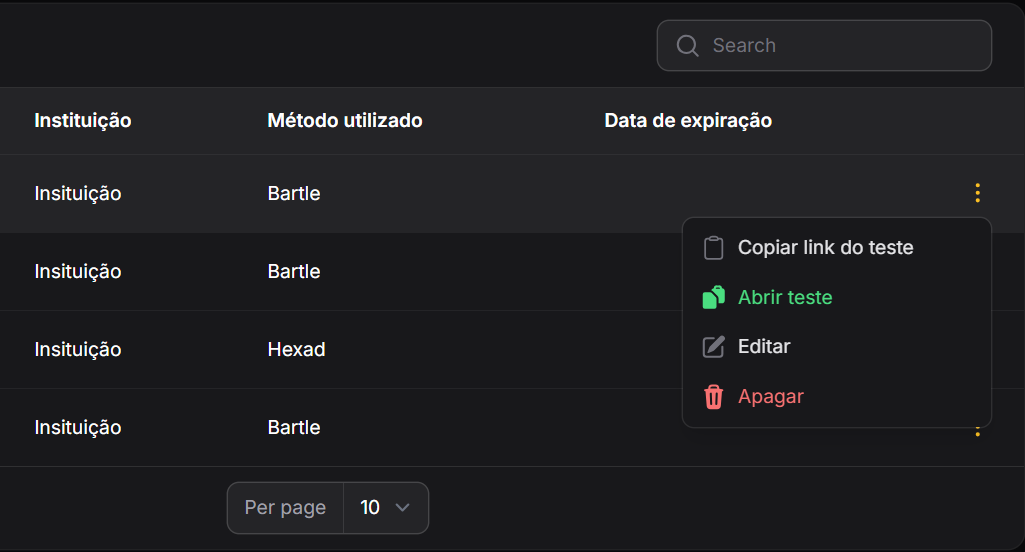 Search
Instituição Método utilizado Data de expiração
Insituição Bartle
Copiar link do teste
Insituição Bartle
Abrir teste
Insituição Hexad
Editar
Apagar
Insituição Bartle
Per page 10